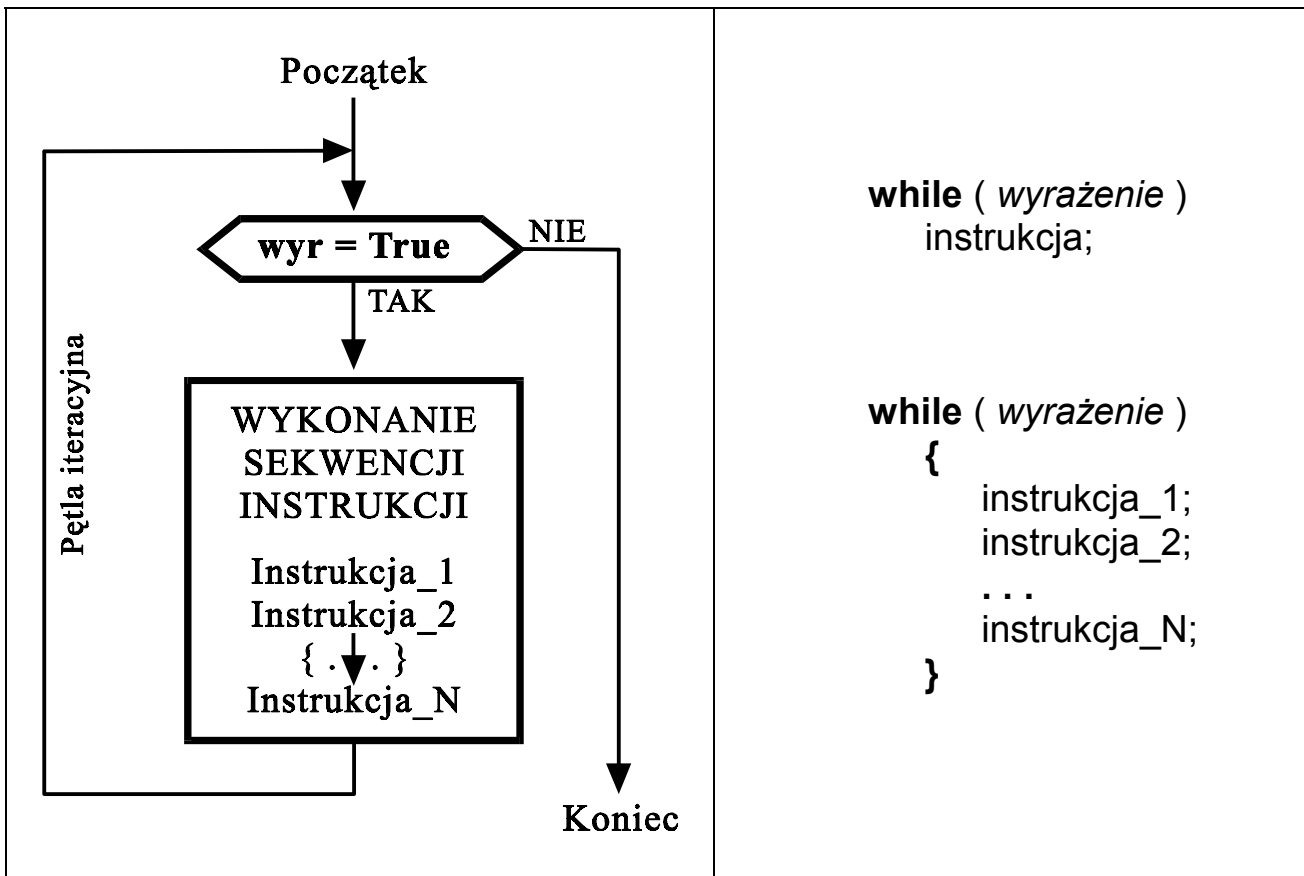 Początek
wyr = True
NIE
TAK
Pętla iteracyjna
WYKONANIE
SEKWENCJI
INSTRUKCJI
Instrukcja_1
Instrukcja_2
{ . . }
Instrukcja_N
Koniec
while ( wyrażenie )
instrukcja;
while ( wyrażenie )
{
instrukcja_1;
instrukcja_2;
. . .
instrukcja_N;
}